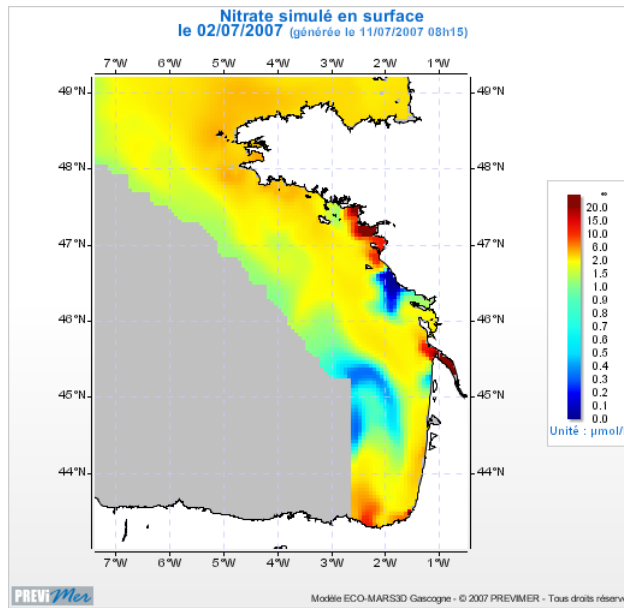 Nitrate simulé en surface
le 02/07/2007 (générée le 11/07/2007 08h15)
7°W 6°W 5°W 4°W 3°W 2°W 1°W
49°N 49°N
48°N 48°N
47°N 47°N
46°N 46°N
45°N 45°N
44°N 44°N
7°W 6°W 5°W 4°W 3°W 2°W 1°W
∞
20.0
15.0
10.0
6.0
2.0
1.5
1.0
0.9
0.8
0.7
0.6
0.5
0.4
0.3
0.2
0.1
0.0
Unité : µmol/l
PREViMer
Modèle ECO-MARS3D Gascogne - © 2007 PREVIMER - Tous droits réservé